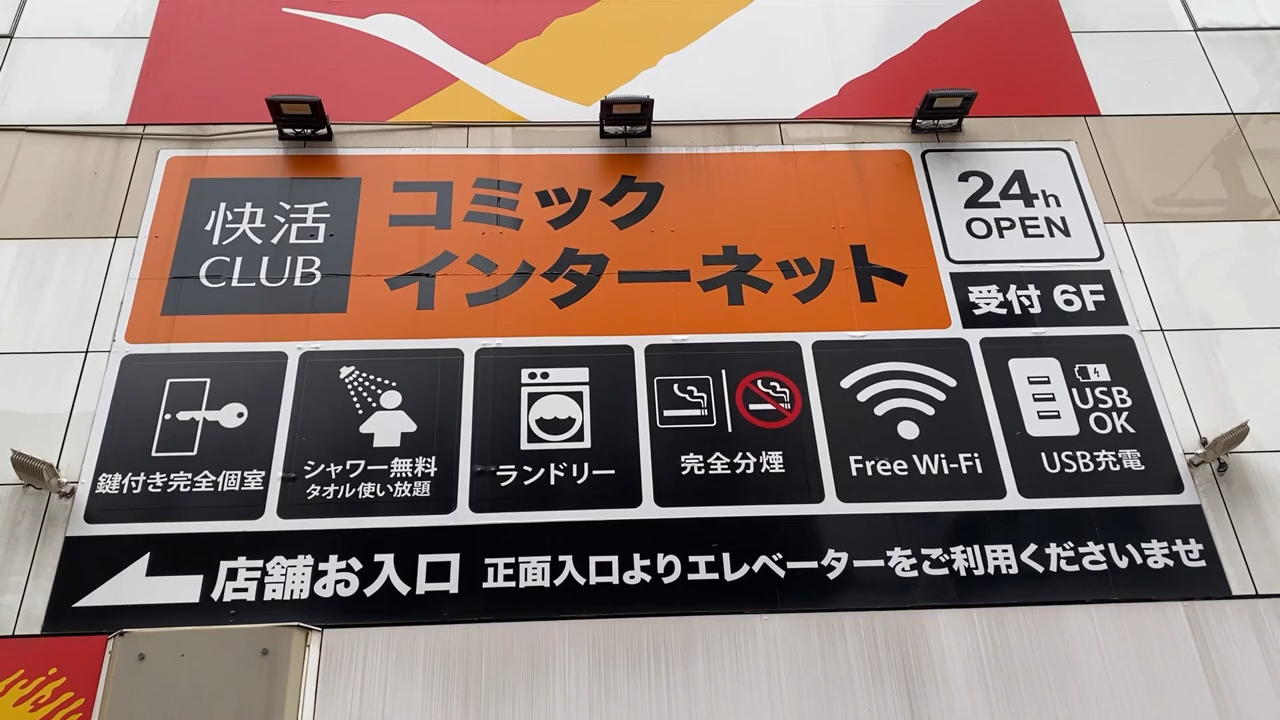 快活
CLUB
コミック
インターネット
24h
OPEN
受付 6F
鍵付き完全個室
シャワー無料
タオル使い放題
ランドリー
完全分煙
Free Wi-Fi
USB
OK
USB充電
店舗お入口 正面入口よりエレベーターをご利用くださいませ